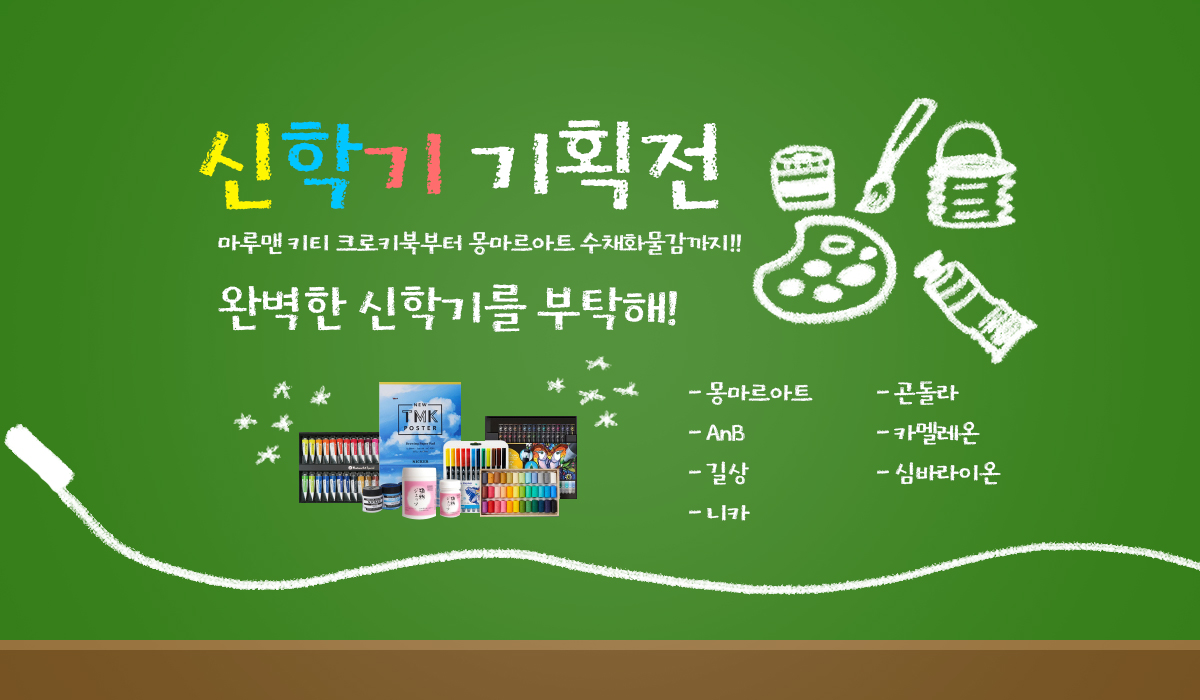 신학기 기획전
마루맨 키티 크로키북부터 몽마르아트 수채화물감까지!!
완벽한 신학기를 부탁해!
- 몽마르아트
- AnB
- 길상
- 니카
- 곤돌라
- 카멜레온
- 심바라이온
NEW
TMK
POSTER